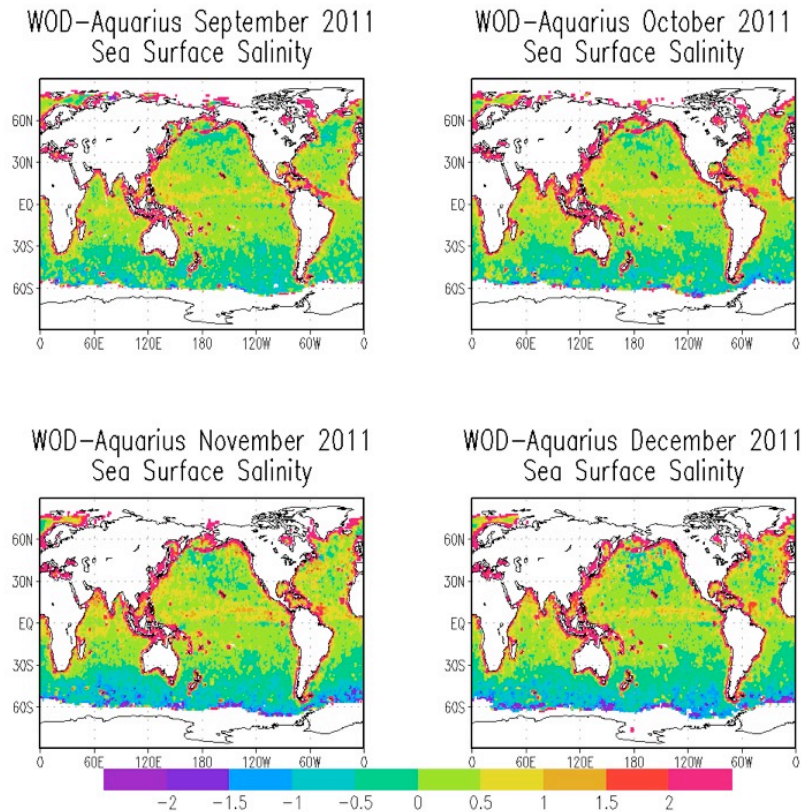 WOD-Aquarius September 2011
Sea Surface Salinity
60N
30N
EQ
30S
60S
0 60E 120E 180 120W 60W 0
WOD-Aquarius October 2011
Sea Surface Salinity
60N
30N
EQ
30S
60S
0 60E 120E 180 120W 60W 0
WOD-Aquarius November 2011
Sea Surface Salinity
60N
30N
EQ
30S
60S
0 60E 120E 180 120W 60W 0
WOD-Aquarius December 2011
Sea Surface Salinity
60N
30N
EQ
30S
60S
0 60E 120E 180 120W 60W 0
-2 -1.5 -1 -0.5 0 0.5 1 1.5 2